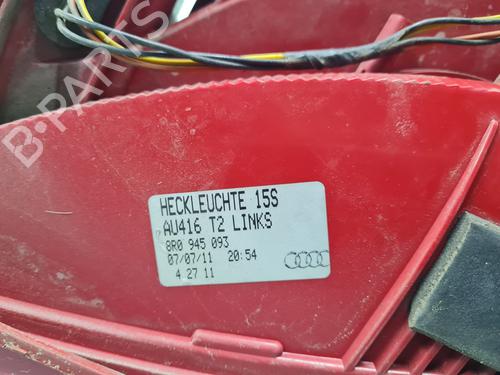 B-PARTS
HECKLEUCHTE 15S
AU416 T2 LINKS
8R0 945 093
07/07/11 20:54
4 27 11